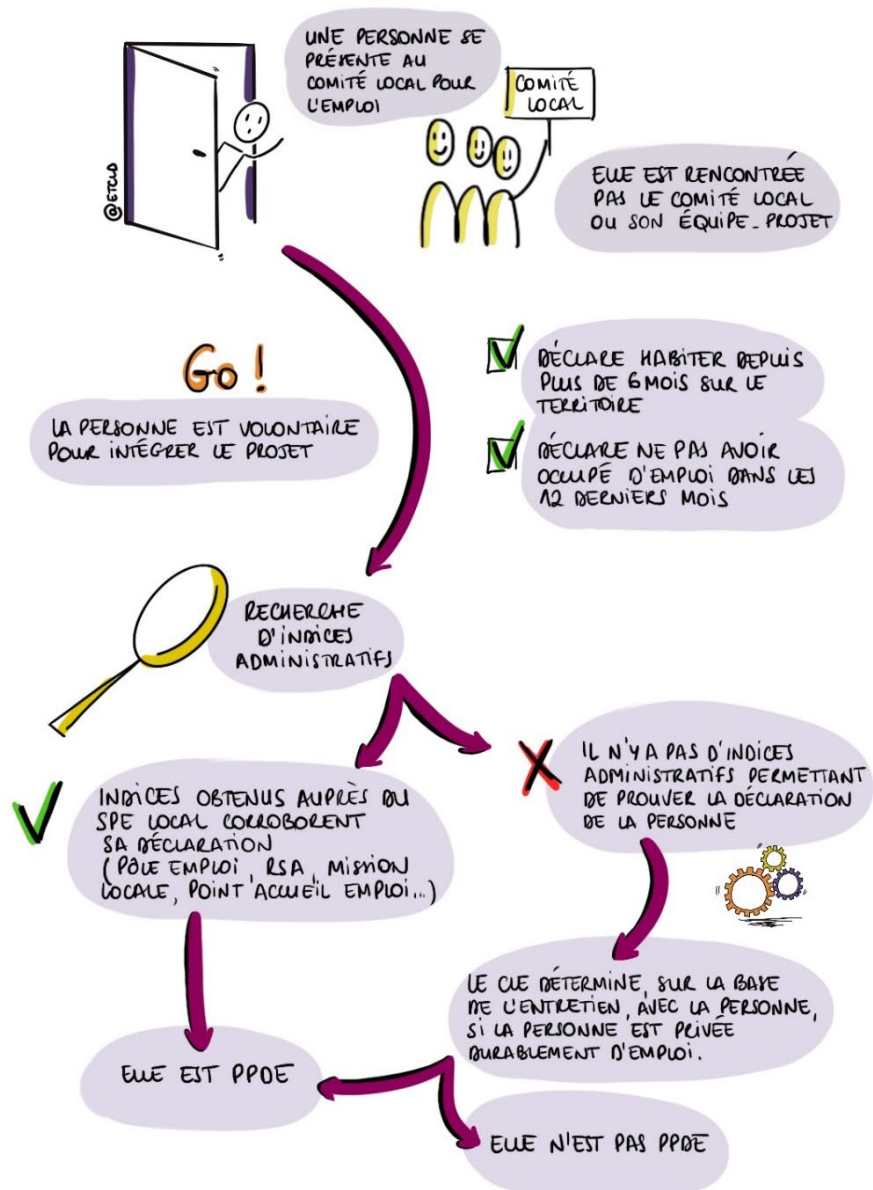 UNE PERSONNE SE
PRÉSENTE AU
COMITÉ LOCAL POUR
L'EMPLOI
COMITÉ
LOCAL
@ETCLD
ELLE EST RENCONTRÉE
PAS LE COMITÉ LOCAL
OU SON ÉQUIPE-PROJET
GO !
LA PERSONNE EST VOLONTAIRE
POUR INTÉGRER LE PROJET
DÉCLARE HABITER DEPUIS
PLUS DE 6 MOIS SUR LE
TERRITOIRE
DÉCLARE NE PAS AVOIR
OCCUPÉ D'EMPLOI DANS LES
12 DERNIERS MOIS
RECHERCHE
D'INDICES
ADMINISTRATIFS
INDICES OBTENUS AUPRÈS DU
SPE LOCAL CORROBORENT
SA DÉCLARATION
(PÔLE EMPLOI, RSA, MISSION
LOCALE, POINT ACCUEIL EMPLOI...)
IL N'Y A PAS D'INDICES
ADMINISTRATIFS PERMETTANT
DE PROUVER LA DÉCLARATION
DE LA PERSONNE
LE CLE DÉTERMINE, SUR LA BASE
DE L'ENTRETIEN, AVEC LA PERSONNE,
SI LA PERSONNE EST PRIVÉE
DURABLEMENT D'EMPLOI.
ELLE EST PPDE
ELLE N'EST PAS PPDE